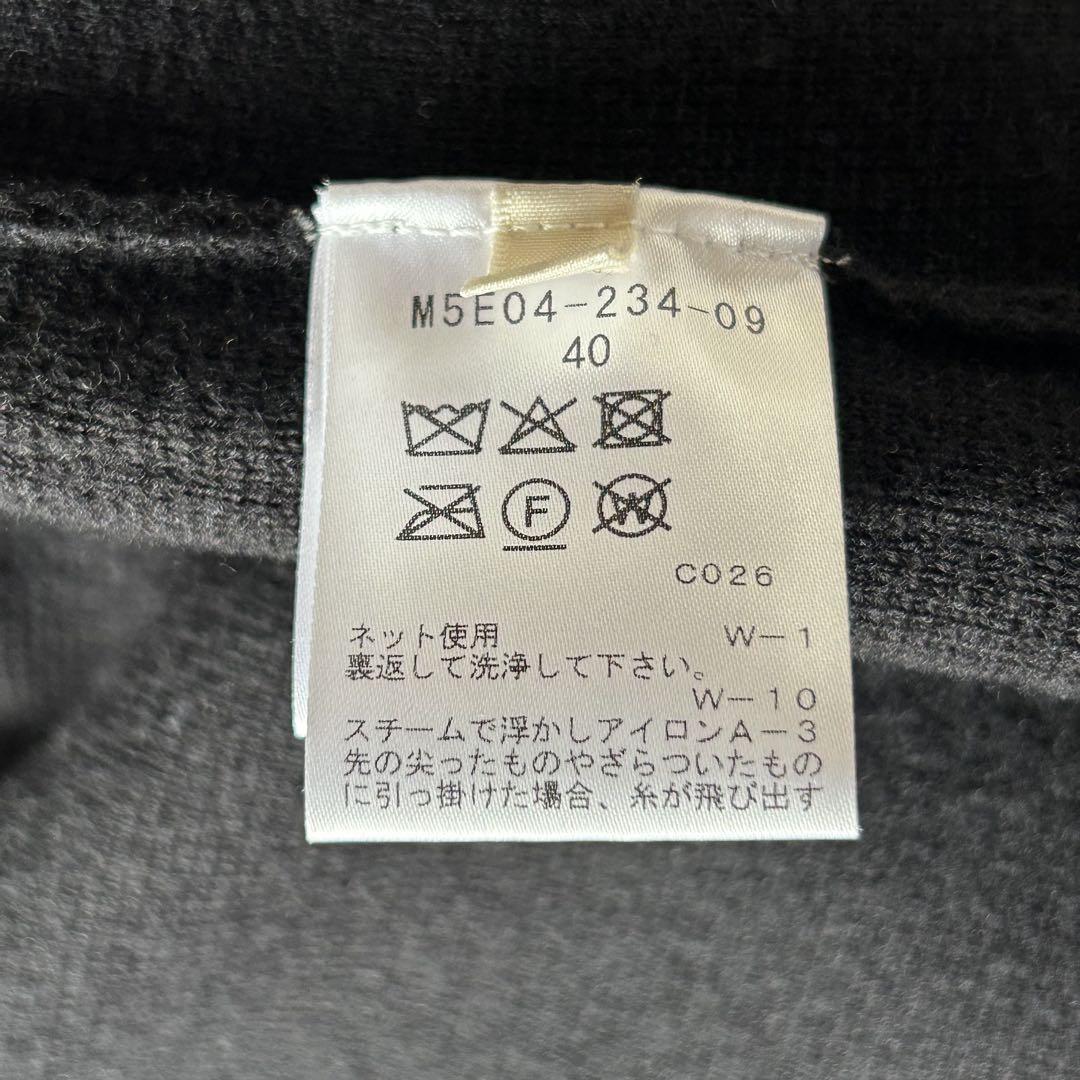 M5E04-234-09
40
F
W
C026
ネット使用 W-1
裏返して洗浄して下さい。
W-10
スチームで浮かしアイロンA-3
先の尖ったものやざらついたもの
に引っ掛けた場合、糸が飛び出す